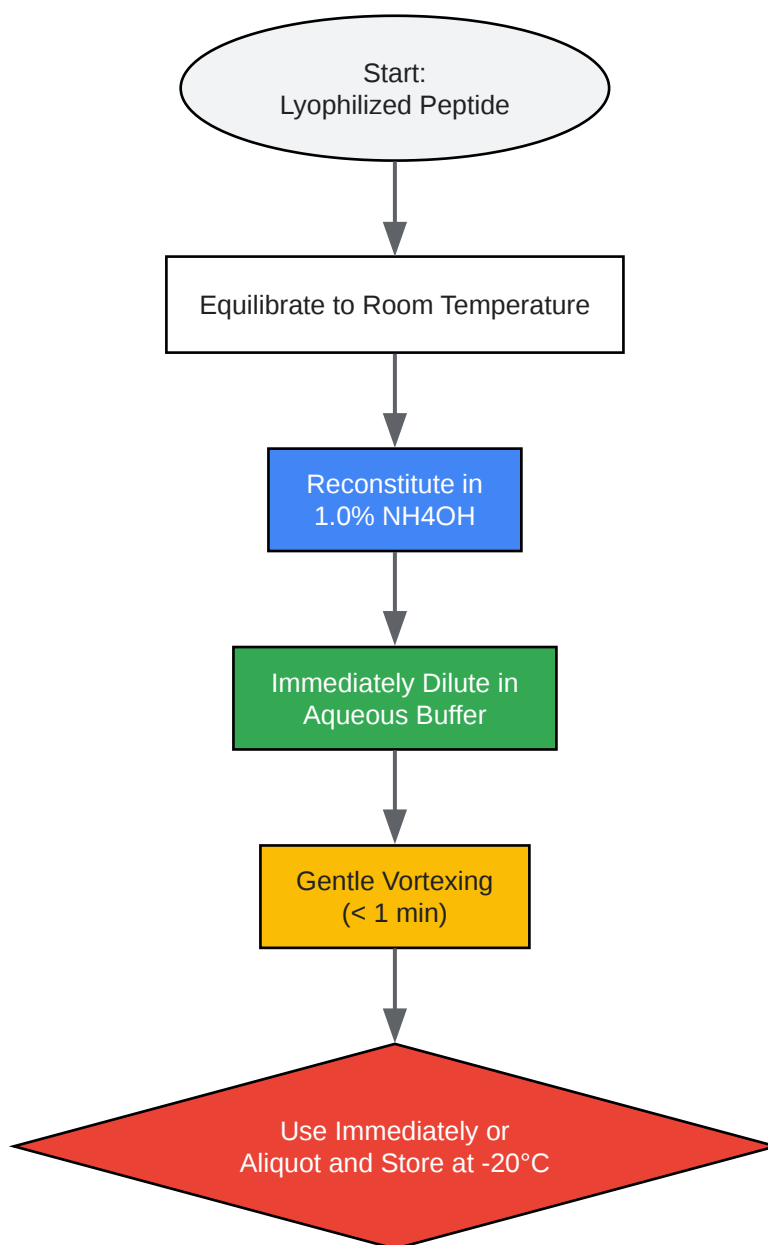 Start:
Lyophilized Peptide
Equilibrate to Room Temperature
Reconstitute in
1.0% NH4OH
Immediately Dilute in
Aqueous Buffer
Gentle Vortexing
(< 1 min)
Use Immediately or
Aliquot and Store at -20°C